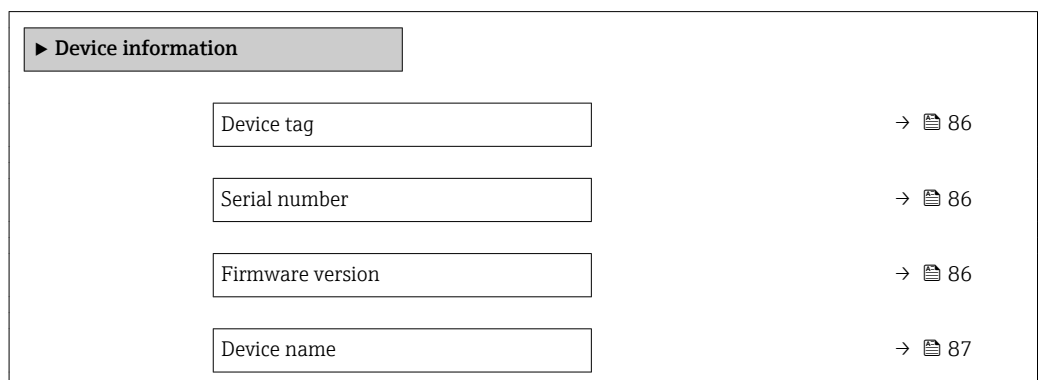 ▶ Device information
Device tag → 86
Serial number → 86
Firmware version → 86
Device name → 87